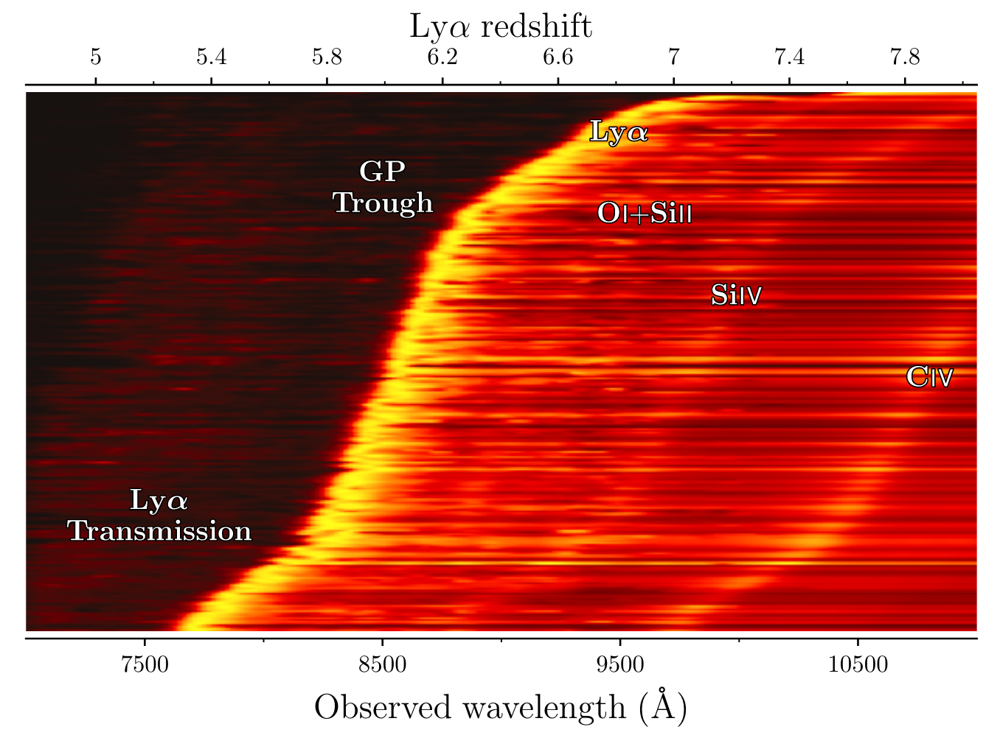 Lyα redshift
5 5.4 5.8 6.2 6.6 7 7.4 7.8
Lyα
GP
Trough
OI+SiII
SiIV
CIV
Lyα
Transmission
7500 8500 9500 10500
Observed wavelength (Å)